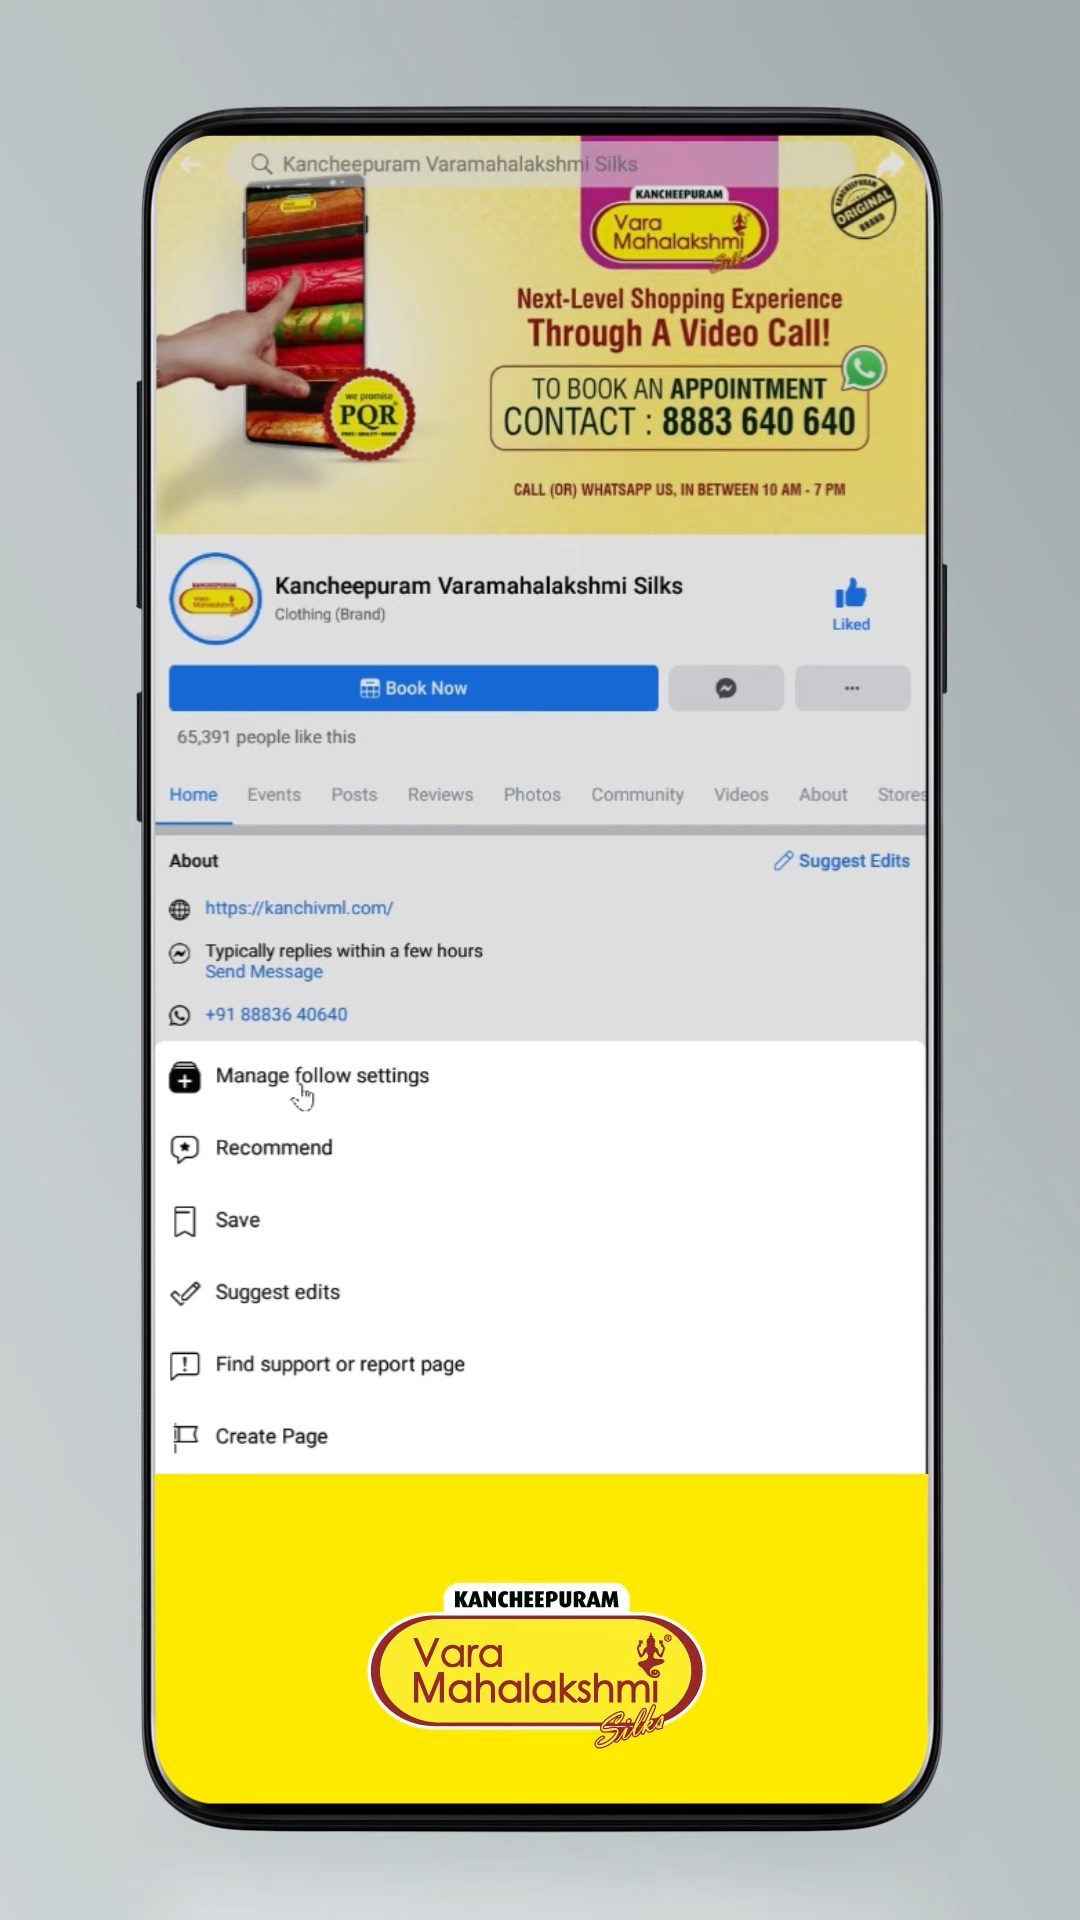 Kancheepuram Varamahalakshmi Silks
KANCHEEPURAM
Vara
Mahalakshmi
Silks
KANCHEEPURAM
ORIGINAL
BRAND
Next-Level Shopping Experience
Through A Video Call!
TO BOOK AN APPOINTMENT
CONTACT : 8883 640 640
CALL (OR) WHATSAPP US, IN BETWEEN 10 AM - 7 PM
we promise
PQR
Kancheepuram Varamahalakshmi Silks
Clothing (Brand)
Liked
KANCHEEPURAM
Vara
Mahalakshmi
Book Now
65,391 people like this
Home Events Posts Reviews Photos Community Videos About Stores
About
Suggest Edits
https://kanchivml.com/
Typically replies within a few hours
Send Message
+91 88836 40640
Manage follow settings
Recommend
Save
Suggest edits
Find support or report page
Create Page
KANCHEEPURAM
Vara
Mahalakshmi
®
Silks